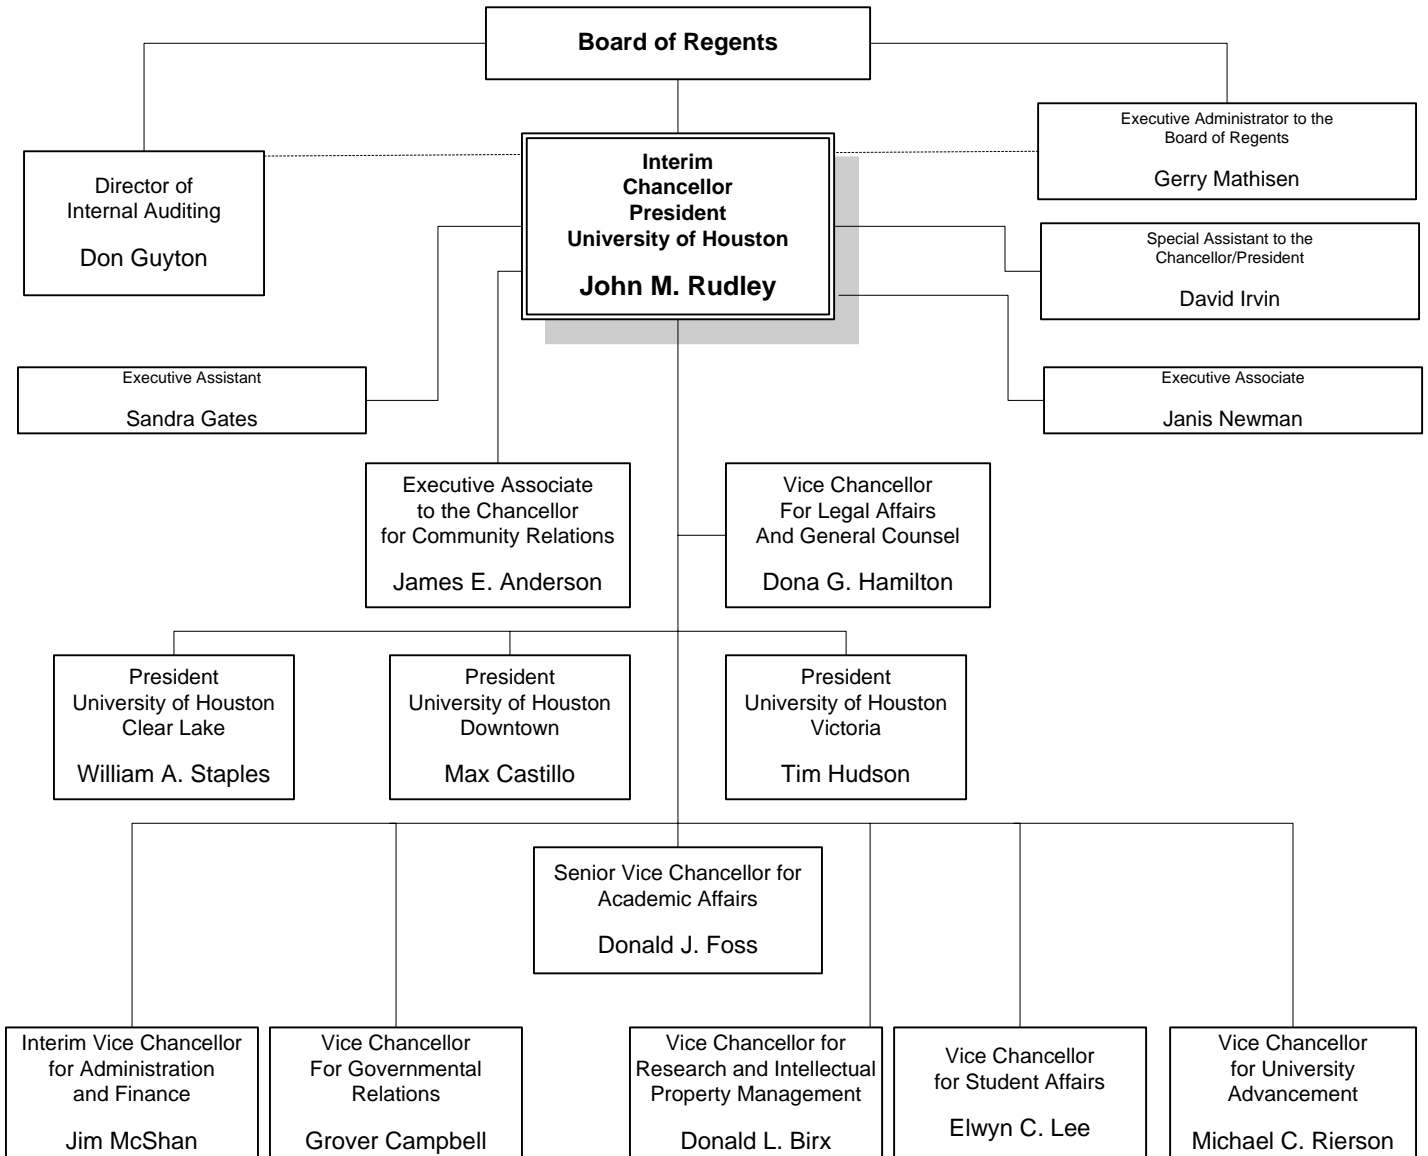 Board of Regents
Executive Administrator to the
Board of Regents
Gerry Mathisen
Interim
Chancellor
President
University of Houston
John M. Rudley
Director of
Internal Auditing
Don Guyton
Special Assistant to the
Chancellor/President
David Irvin
Executive Assistant
Sandra Gates
Executive Associate
Janis Newman
Executive Associate
to the Chancellor
for Community Relations
James E. Anderson
Vice Chancellor
For Legal Affairs
And General Counsel
Dona G. Hamilton
President
University of Houston
Clear Lake
William A. Staples
President
University of Houston
Downtown
Max Castillo
President
University of Houston
Victoria
Tim Hudson
Senior Vice Chancellor for
Academic Affairs
Donald J. Foss
Interim Vice Chancellor
for Administration
and Finance
Jim McShan
Vice Chancellor
For Governmental
Relations
Grover Campbell
Vice Chancellor for
Research and Intellectual
Property Management
Donald L. Birx
Vice Chancellor
for Student Affairs
Elwyn C. Lee
Vice Chancellor
for University
Advancement
Michael C. Rierson